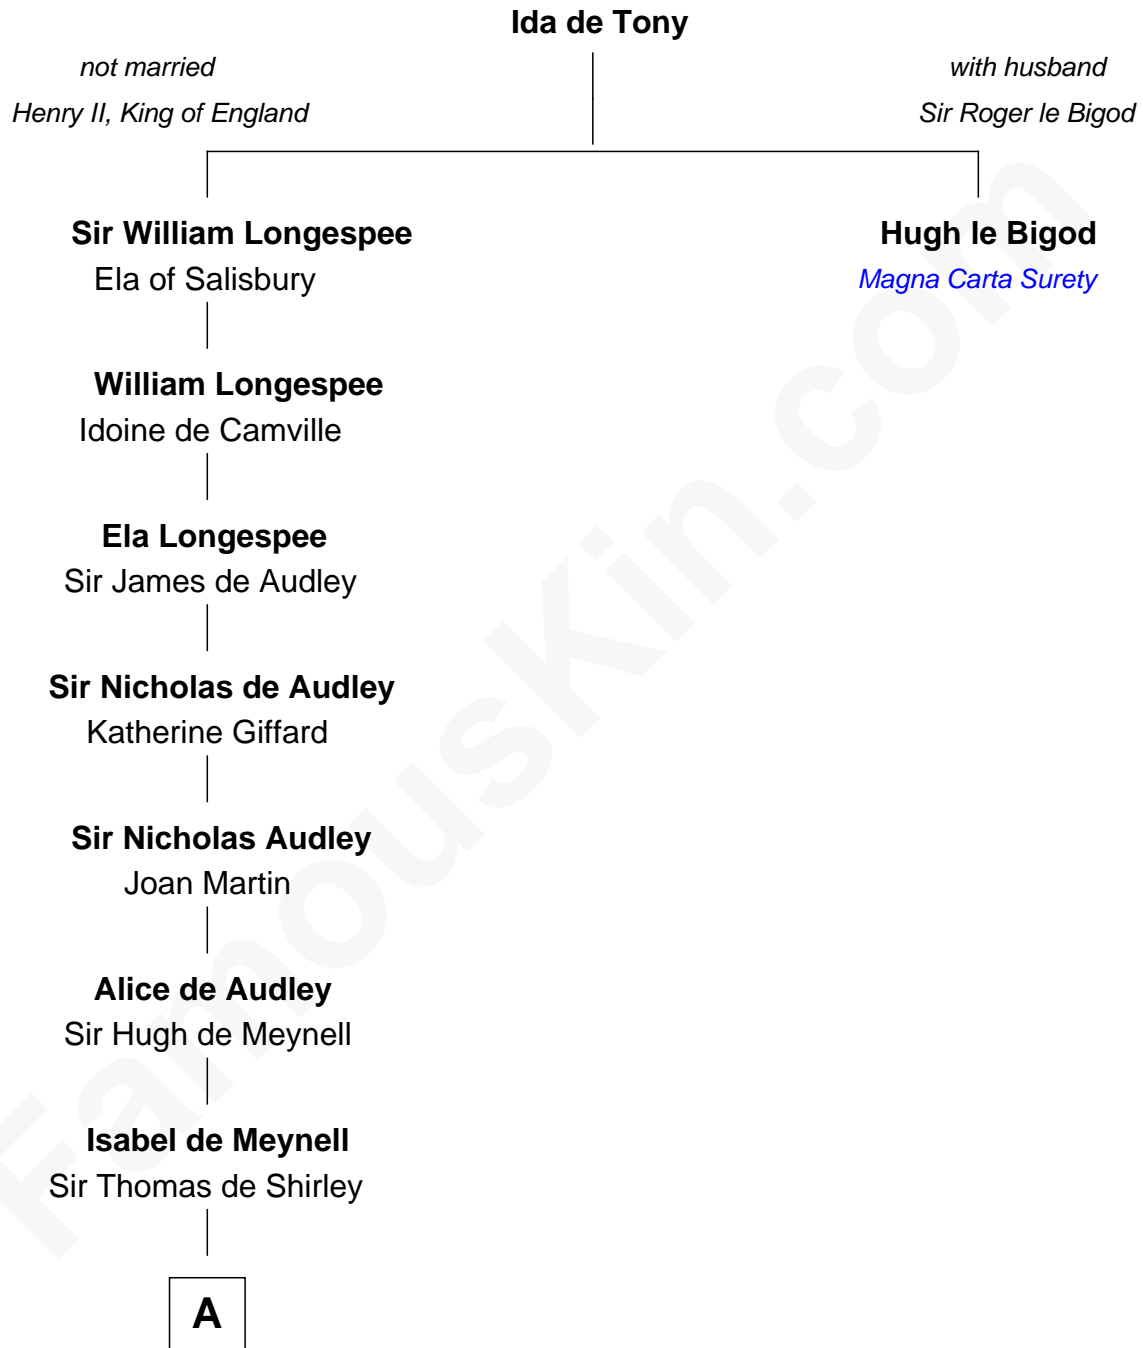 Ida de Tony
not married
with husband
Henry II, King of England
Sir Roger le Bigod
Sir William Longespee
Hugh le Bigod
Ela of Salisbury
Magna Carta Surety
William Longespee
Idoine de Camville
Ela Longespee
Sir James de Audley
Sir Nicholas de Audley
Katherine Giffard
Sir Nicholas Audley
Joan Martin
Alice de Audley
Sir Hugh de Meynell
Isabel de Meynell
Sir Thomas de Shirley
A
FamousKin.com